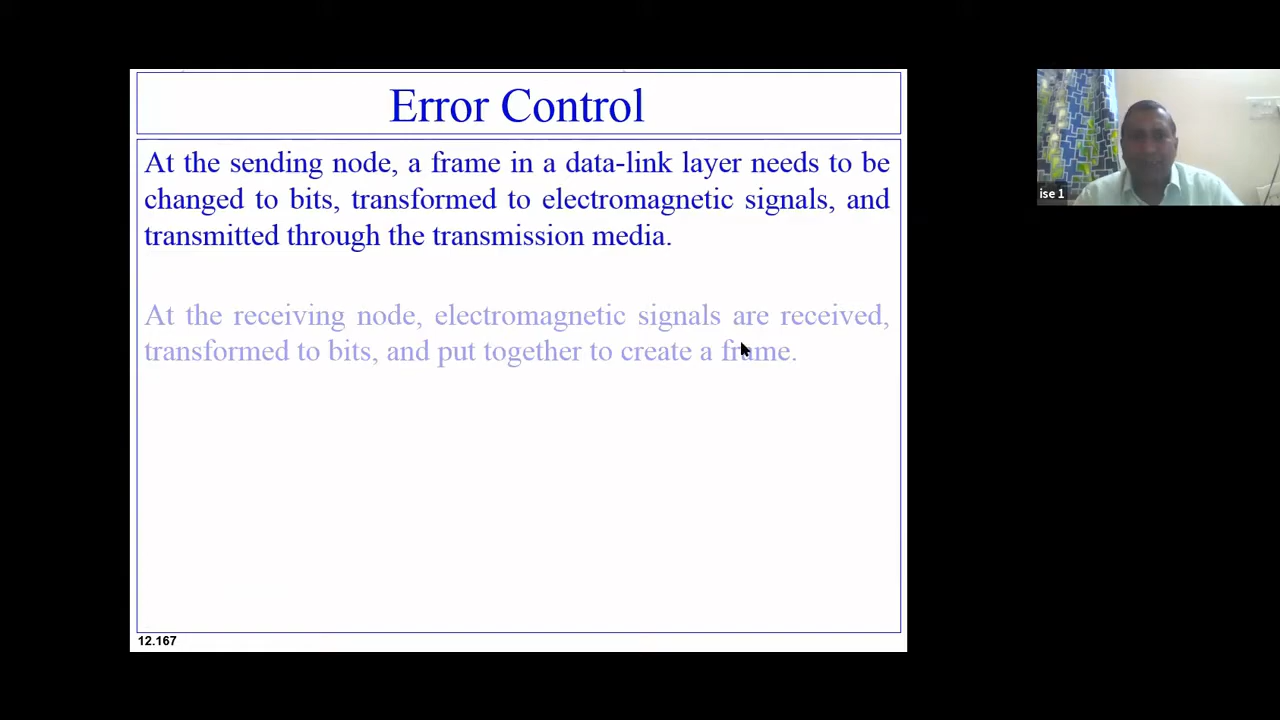 Error Control
At the sending node, a frame in a data-link layer needs to be
changed to bits, transformed to electromagnetic signals, and
transmitted through the transmission media.
At the receiving node, electromagnetic signals are received,
transformed to bits, and put together to create a frame.
12.167
ise 1